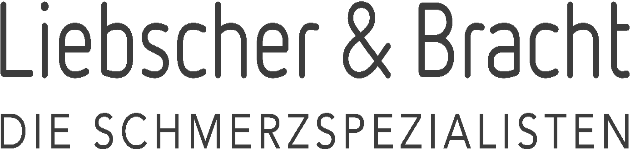 Liebscher & Bracht
DIE SCHMERZSPEZIALISTEN